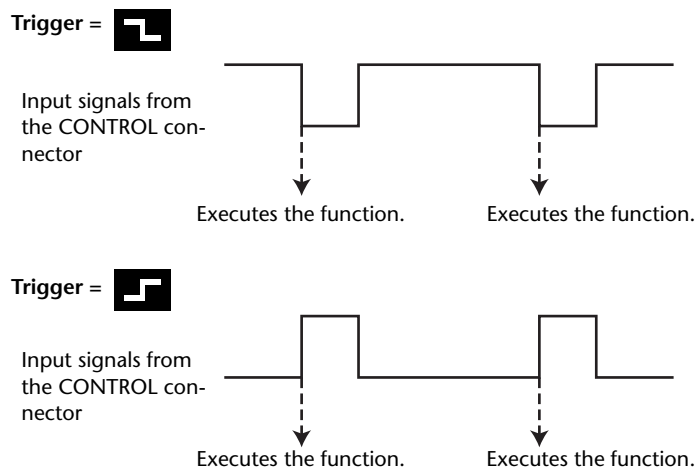 Trigger =
Input signals from
the CONTROL con-
nector
Executes the function.
Executes the function.
Trigger =
Input signals from
the CONTROL con-
nector
Executes the function.
Executes the function.